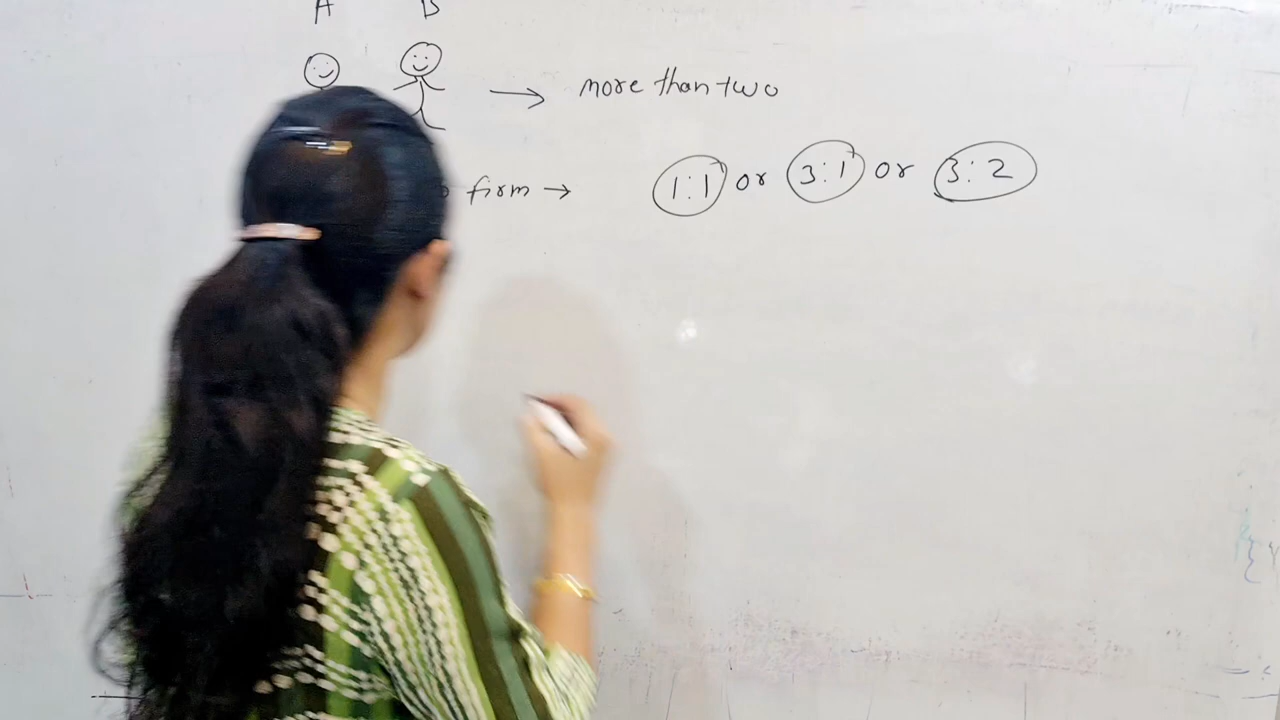 A B
→ more than two
firm → 1:1 or 3:1 or 3:2